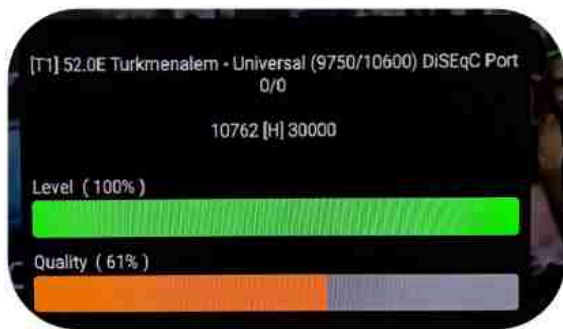 [T1] 52.0E Turkmenalem - Universal (9750/10600) DiSEqC Port
0/0
10762 [H] 30000
Level ( 100% )
Quality ( 61% )